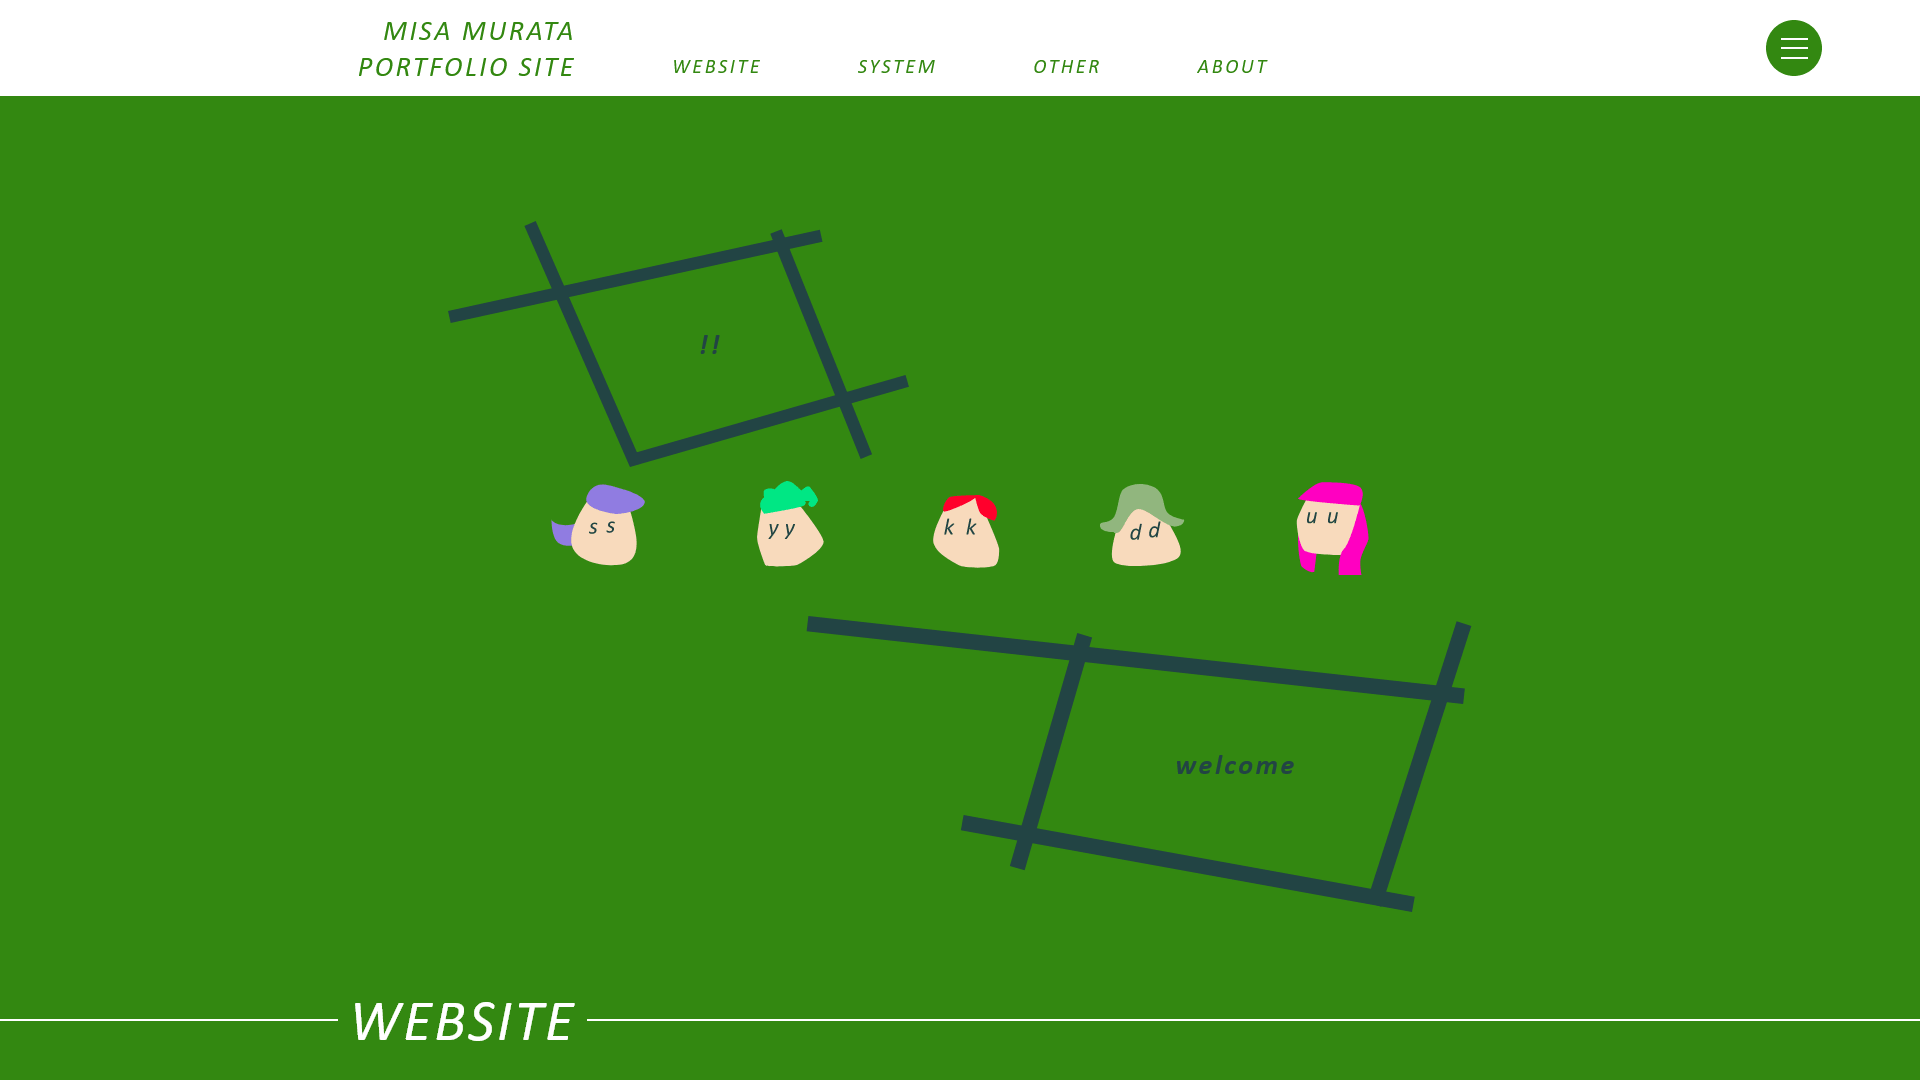 MISA MURATA
PORTFOLIO SITE
WEBSITE
SYSTEM
OTHER
ABOUT
!!
s s
y y
k k
d d
u u
welcome
WEBSITE